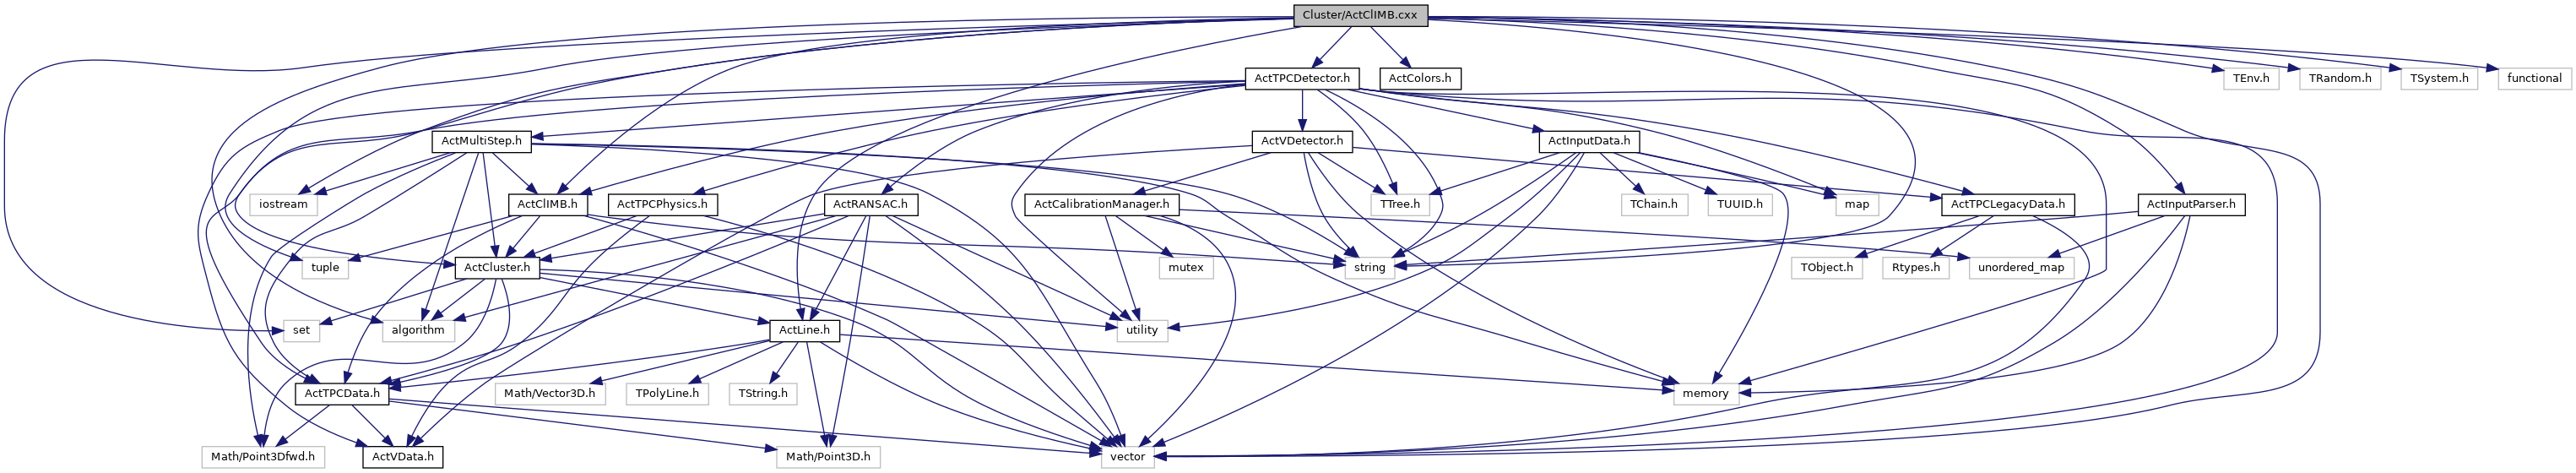 Cluster/ActClIMB.cxx
ActTPCDetector.h
ActColors.h
TEnv.h
TRandom.h
TSystem.h
functional
ActMultiStep.h
ActVDetector.h
ActInputData.h
iostream
ActClIMB.h
ActTPCPhysics.h
ActRANSAC.h
ActCalibrationManager.h
TTree.h
TChain.h
TUUID.h
map
ActTPCLegacyData.h
ActInputParser.h
tuple
ActCluster.h
mutex
string
TObject.h
Rtypes.h
unordered_map
set
algorithm
ActLine.h
utility
ActTPCData.h
Math/Vector3D.h
TPolyLine.h
TString.h
memory
Math/Point3Dfwd.h
ActVData.h
Math/Point3D.h
vector